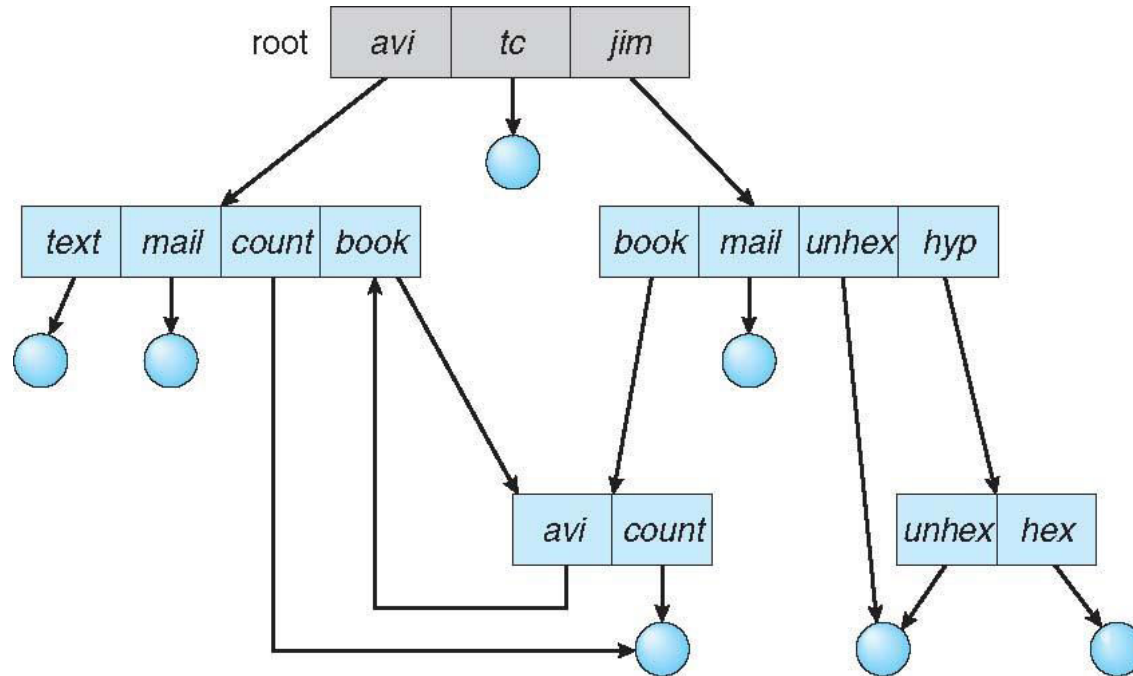 root avi tc jim
text mail count book book mail unhex hyp
avi count unhex hex